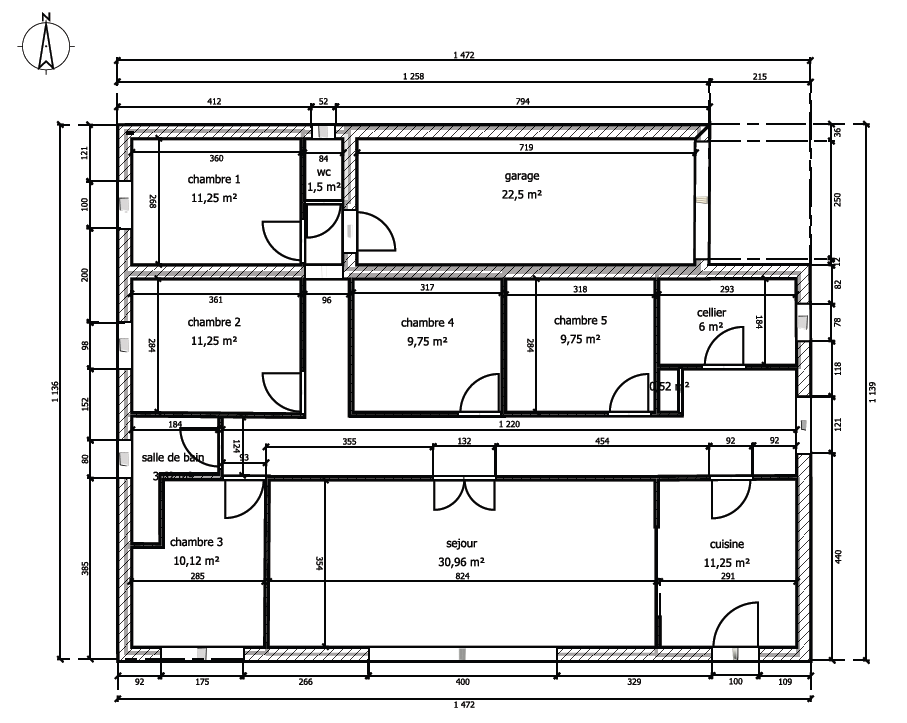 N
1 472
1 258
215
412
52
794
121
360
84
719
36
chambre 1
11,25 m²
wc
1,5 m²
garage
22,5 m²
100
268
250
200
12
361
96
317
318
293
82
chambre 2
11,25 m²
chambre 4
9,75 m²
chambre 5
9,75 m²
cellier
6 m²
184
78
98
284
284
118
1 136
1 139
152
0,52 m²
184
1 220
121
124
355
132
454
92
92
salle de bain
93
80
chambre 3
10,12 m²
285
sejour
30,96 m²
824
354
cuisine
11,25 m²
291
385
440
92
175
266
400
329
100
109
1 472